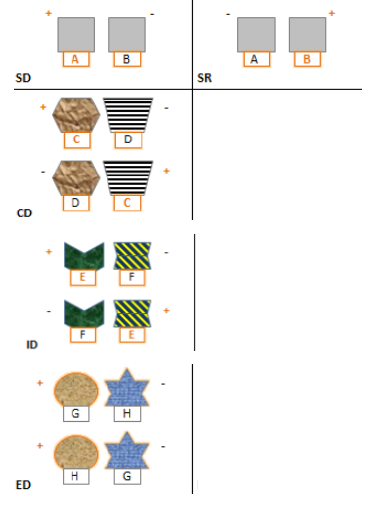 + - - +
A B A B
SD SR
+ -
C D
- +
D C
CD
+ -
E F
- +
F E
ID
+ -
G H
+ -
H G
ED